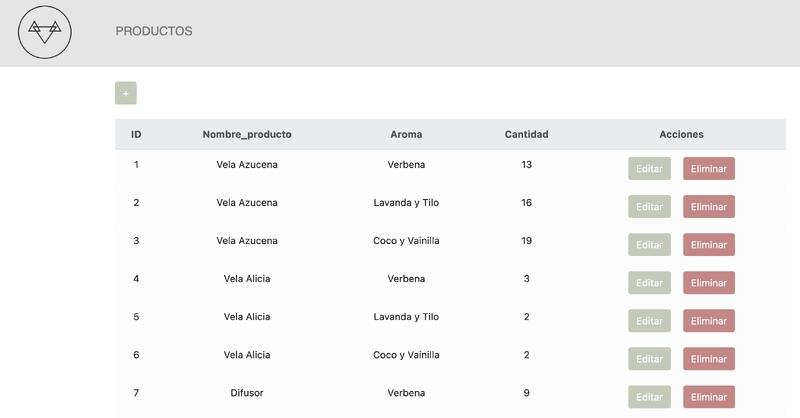 PRODUCTOS
+
ID Nombre_producto Aroma Cantidad Acciones
1 Vela Azucena Verbena 13 Editar Eliminar
2 Vela Azucena Lavanda y Tilo 16 Editar Eliminar
3 Vela Azucena Coco y Vainilla 19 Editar Eliminar
4 Vela Alicia Verbena 3 Editar Eliminar
5 Vela Alicia Lavanda y Tilo 2 Editar Eliminar
6 Vela Alicia Coco y Vainilla 2 Editar Eliminar
7 Difusor Verbena 9 Editar Eliminar